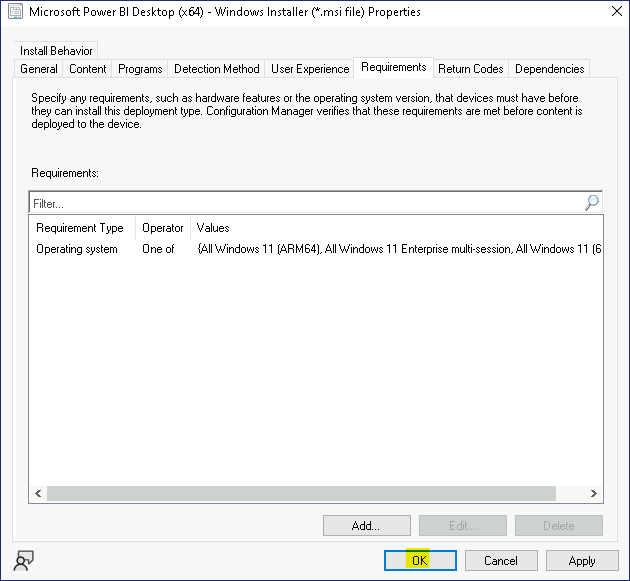 Microsoft Power BI Desktop (x64) - Windows Installer (*.msi file) Properties
Install Behavior
General Content Programs Detection Method User Experience Requirements Return Codes Dependencies
Specify any requirements, such as hardware features or the operating system version, that devices must have before
they can install this deployment type. Configuration Manager verifies that these requirements are met before content is
deployed to the device.
Requirements:
Filter...
Requirement Type Operator Values
Operating system One of {All Windows 11 (ARM64), All Windows 11 Enterprise multi-session, All Windows 11 (6
Add... Edit... Delete
OK Cancel Apply